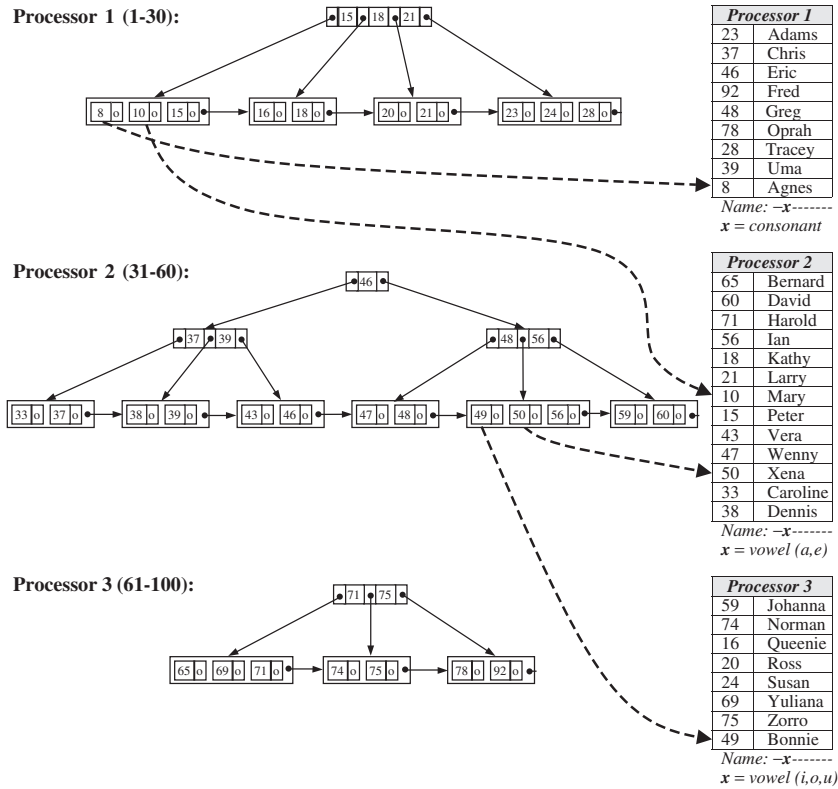 Processor 1 (1-30):
15 18 21
8 o 10 o 15 o
16 o 18 o
20 o 21 o
23 o 24 o 28 o
Processor 1
23 Adams
37 Chris
46 Eric
92 Fred
48 Greg
78 Oprah
28 Tracey
39 Uma
8 Agnes
Name: –x-------
x = consonant
Processor 2 (31-60):
46
37 39
48 56
33 o 37 o
38 o 39 o
43 o 46 o
47 o 48 o
49 o 50 o 56 o
59 o 60 o
Processor 2
65 Bernard
60 David
71 Harold
56 Ian
18 Kathy
21 Larry
10 Mary
15 Peter
43 Vera
47 Wenny
50 Xena
33 Caroline
38 Dennis
Name: –x-------
x = vowel (a,e)
Processor 3 (61-100):
71 75
65 o 69 o 71 o
74 o 75 o
78 o 92 o
Processor 3
59 Johanna
74 Norman
16 Queenie
20 Ross
24 Susan
69 Yuliana
75 Zorro
49 Bonnie
Name: –x-------
x = vowel (i,o,u)